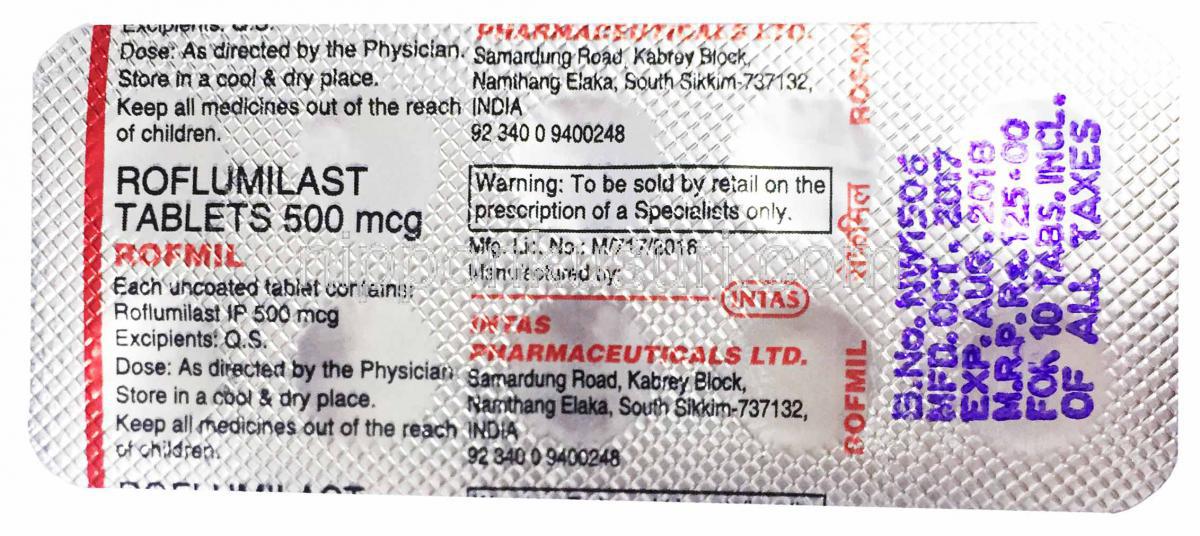 Excipients: Q.S.
Dose: As directed by the Physician.
Store in a cool & dry place.
Keep all medicines out of the reach
of children.
PHARMACEUTICALS LTD.
Samardung Road, Kabrey Block,
Namthang Elaka, South Sikkim-737132,
INDIA
92 340 0 9400248
ROFLUMILAST
TABLETS 500 mcg
ROFMIL
Each uncoated tablet contains:
Roflumilast IP 500 mcg
Excipients: Q.S.
Dose: As directed by the Physician
Store in a cool & dry place.
Keep all medicines out of the reach
of children.
Warning: To be sold by retail on the
prescription of a Specialists only.
Mfg. Lic. No.: M/717/2016
Manufactured by:
INTAS
INTAS
PHARMACEUTICALS LTD.
Samardung Road, Kabrey Block,
Namthang Elaka, South Sikkim-737132,
INDIA
92 340 0 9400248
ROFLUMILAST
रोफमिल
ROFMIL
B.No. NW1506
MFD. OCT. 2017
EXP. AUG. 2018
M.R.P. Rs. 125.00
FOR 10 TABS. INCL.
OF ALL TAXES